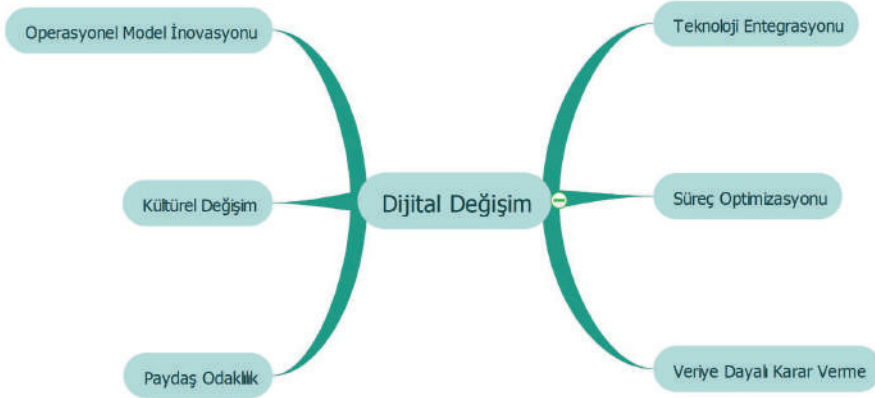 Operasyonel Model İnovasyonu
Teknoloji Entegrasyonu
Kültürel Değişim
Dijital Değişim
Süreç Optimizasyonu
Paydaş Odaklılık
Veriye Dayalı Karar Verme